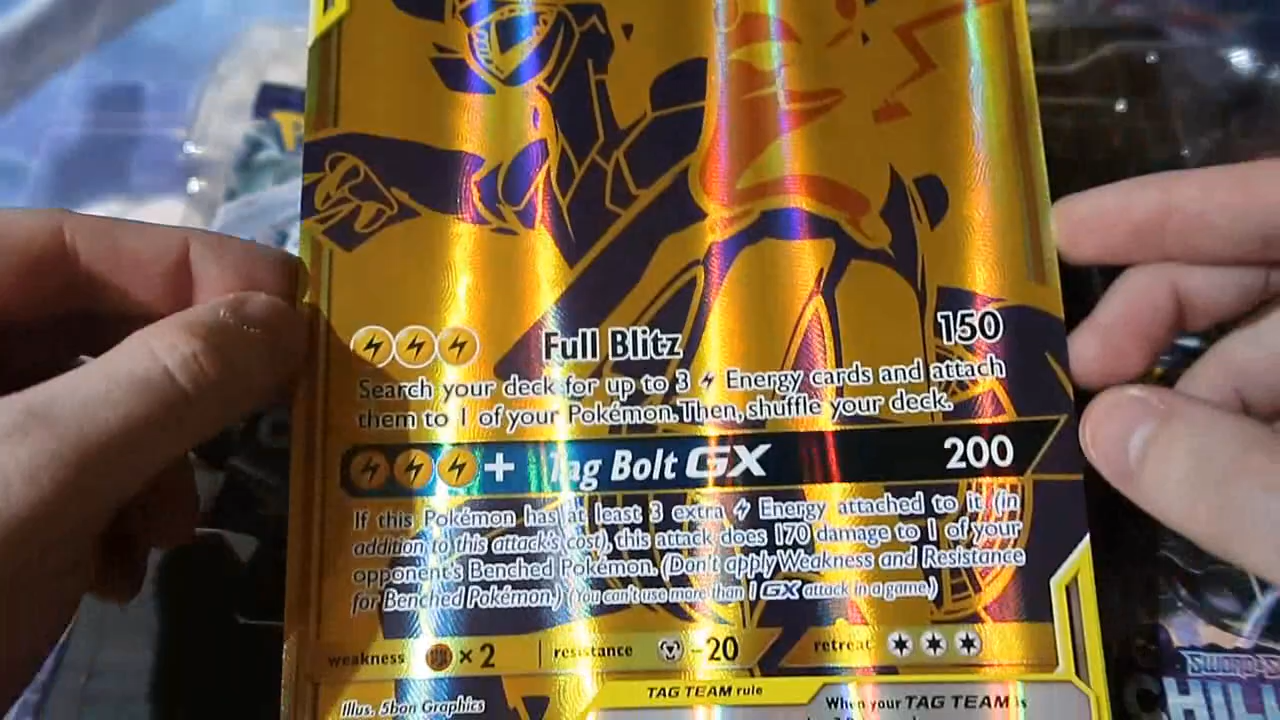 Full Blitz 150
Search your deck for up to 3 Energy cards and attach
them to 1 of your Pokémon. Then, shuffle your deck.
+ Tag Bolt GX 200
If this Pokémon has at least 3 extra Energy attached to it (in
addition to this attack's cost), this attack does 170 damage to 1 of your
opponent's Benched Pokémon. (Don't apply Weakness and Resistance
for Benched Pokémon.) (You can't use more than 1 GX attack in a game.)
weakness ×2 resistance -20 retreat
Illus. 5ban Graphics
TAG TEAM rule
When your TAG TEAM is
CHILL